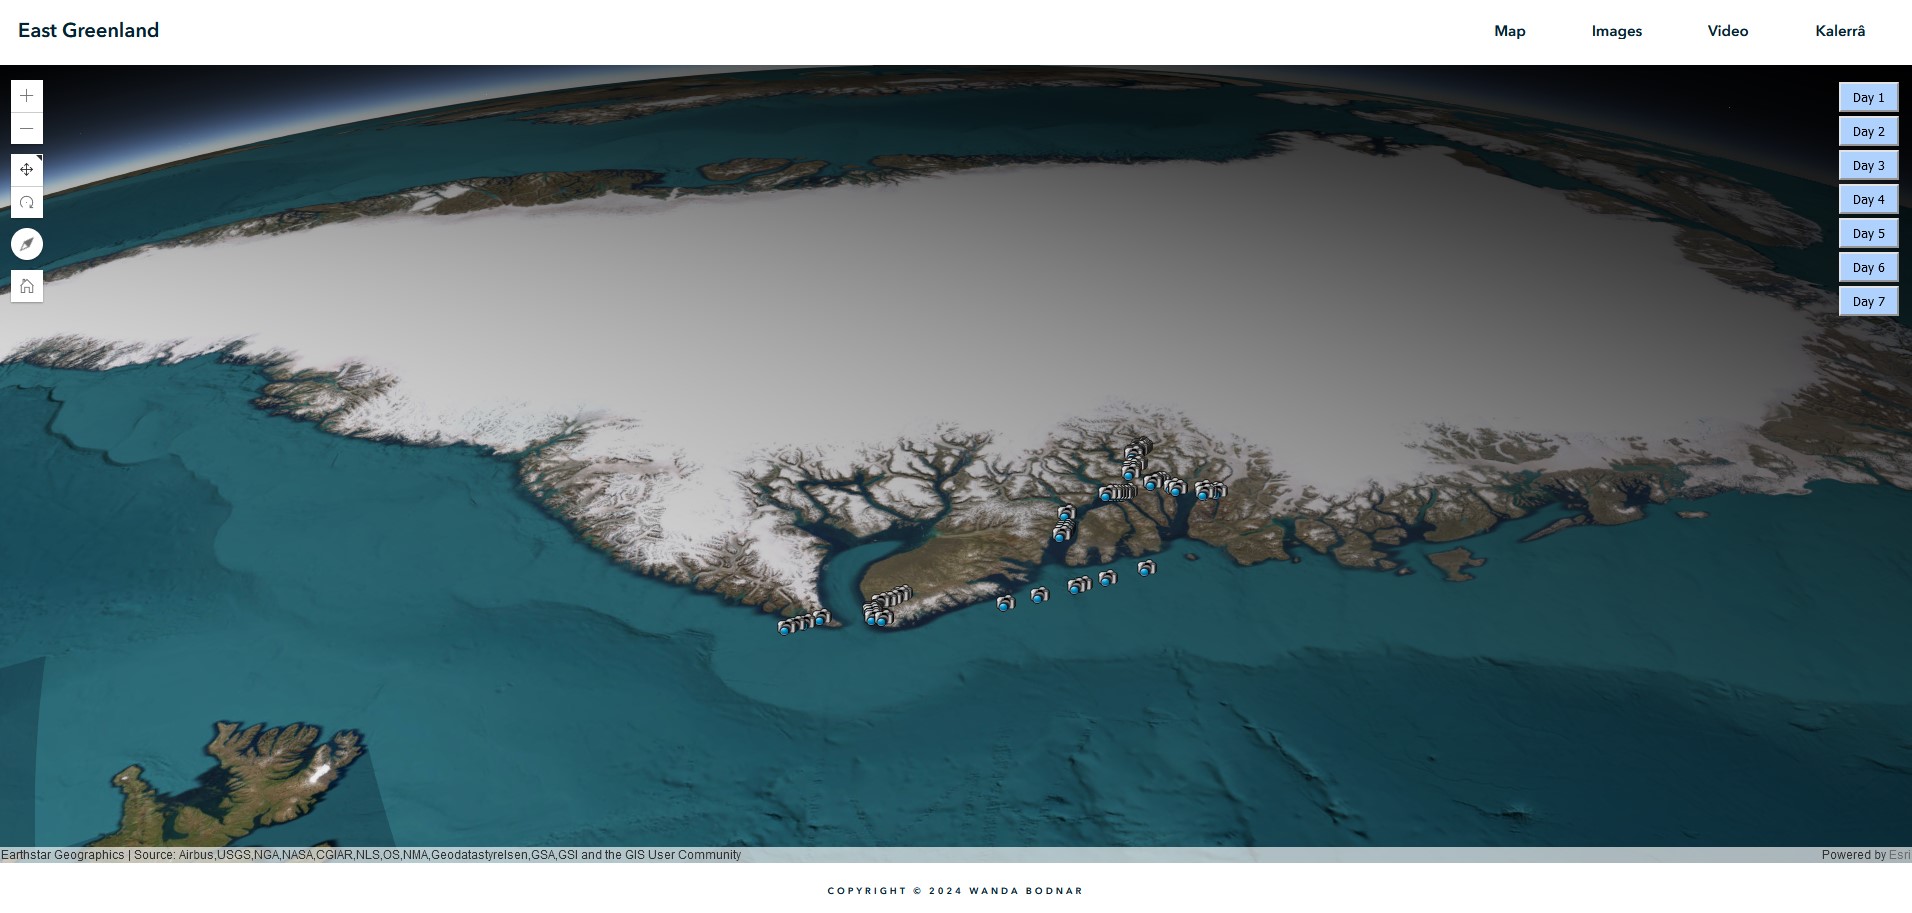 East Greenland
Map
Images
Video
Kalerrâ
Day 1
Day 2
Day 3
Day 4
Day 5
Day 6
Day 7
Earthstar Geographics | Source: Airbus,USGS,NGA,NASA,CGIAR,NLS,OS,NMA,Geodatastyrelsen,GSA,GSI and the GIS User Community
Powered by Esri
COPYRIGHT © 2024 WANDA BODNAR